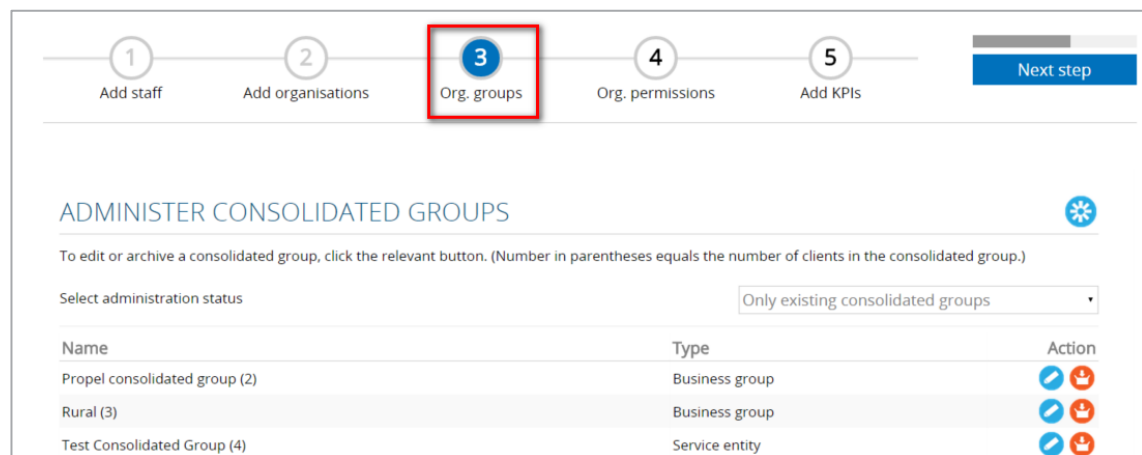 1 2 3 4 5
Add staff Add organisations Org. groups Org. permissions Add KPIs
Next step
ADMINISTER CONSOLIDATED GROUPS
To edit or archive a consolidated group, click the relevant button. (Number in parentheses equals the number of clients in the consolidated group.)
Select administration status Only existing consolidated groups
Name Type Action
Propel consolidated group (2) Business group
Rural (3) Business group
Test Consolidated Group (4) Service entity